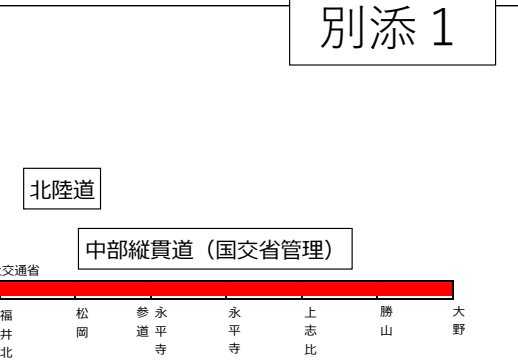 別添1
北陸道
中部縦貫道（国交省管理）
交通省
福井北
松岡
永平寺参道
永平寺
上志比
勝山
大野